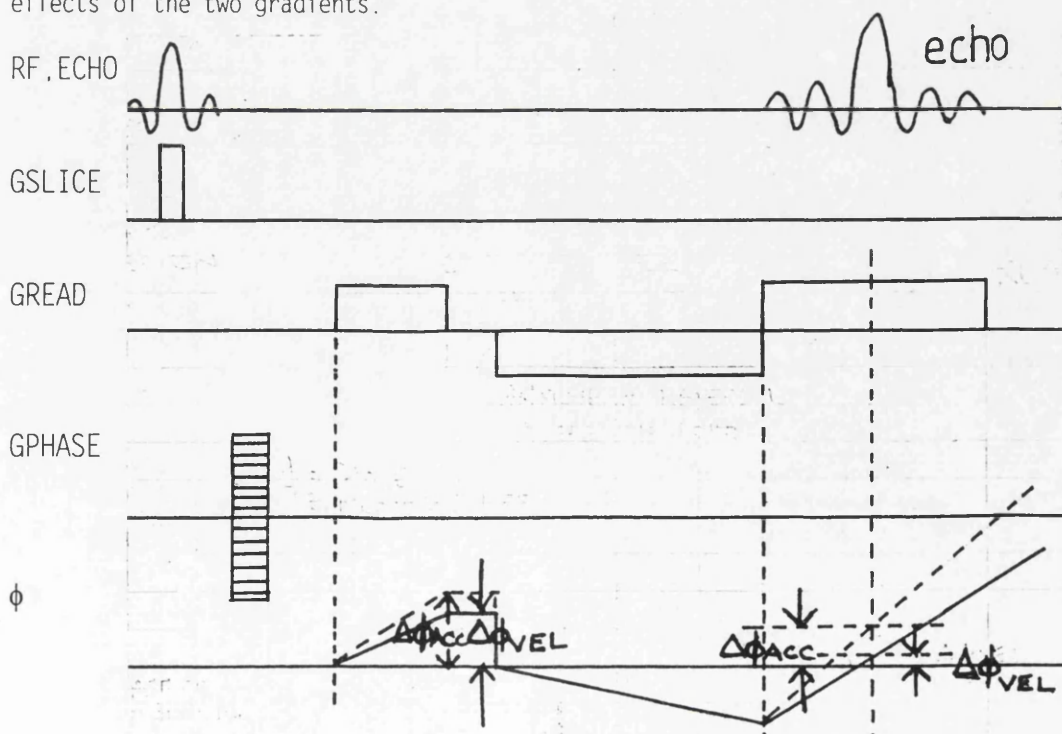 effects of the two gradients.
RF,ECHO
echo
GSLICE
GREAD
GPHASE
ϕ
ΔϕACC ΔϕVEL
ΔϕACC
ΔϕVEL